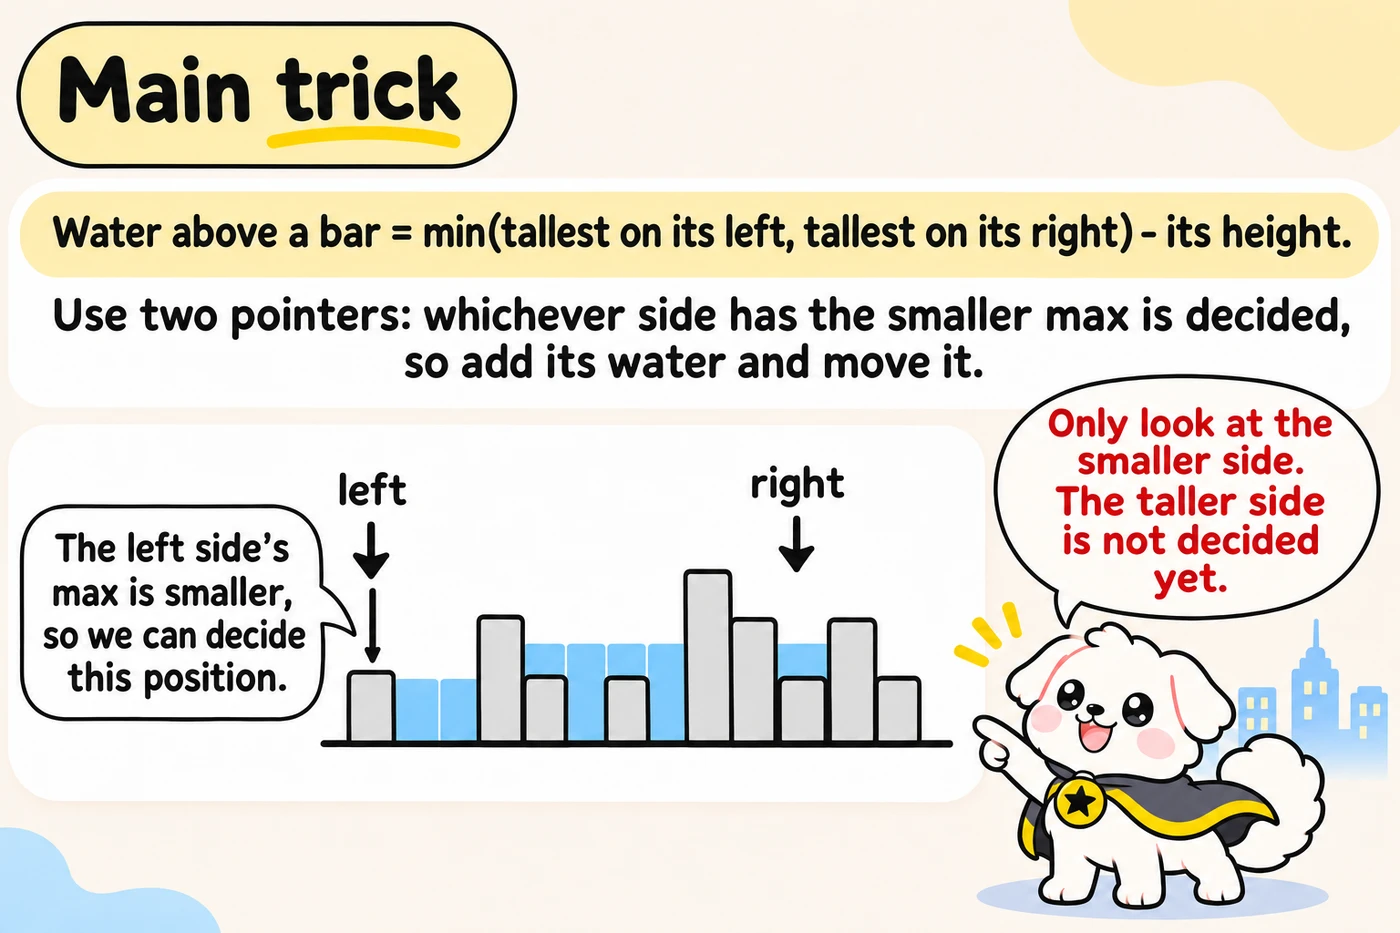 Main trick
Water above a bar = min(tallest on its left, tallest on its right) - its height.
Use two pointers: whichever side has the smaller max is decided,
so add its water and move it.
left
right
The left side's
max is smaller,
so we can decide
this position.
Only look at the
smaller side.
The taller side
is not decided
yet.